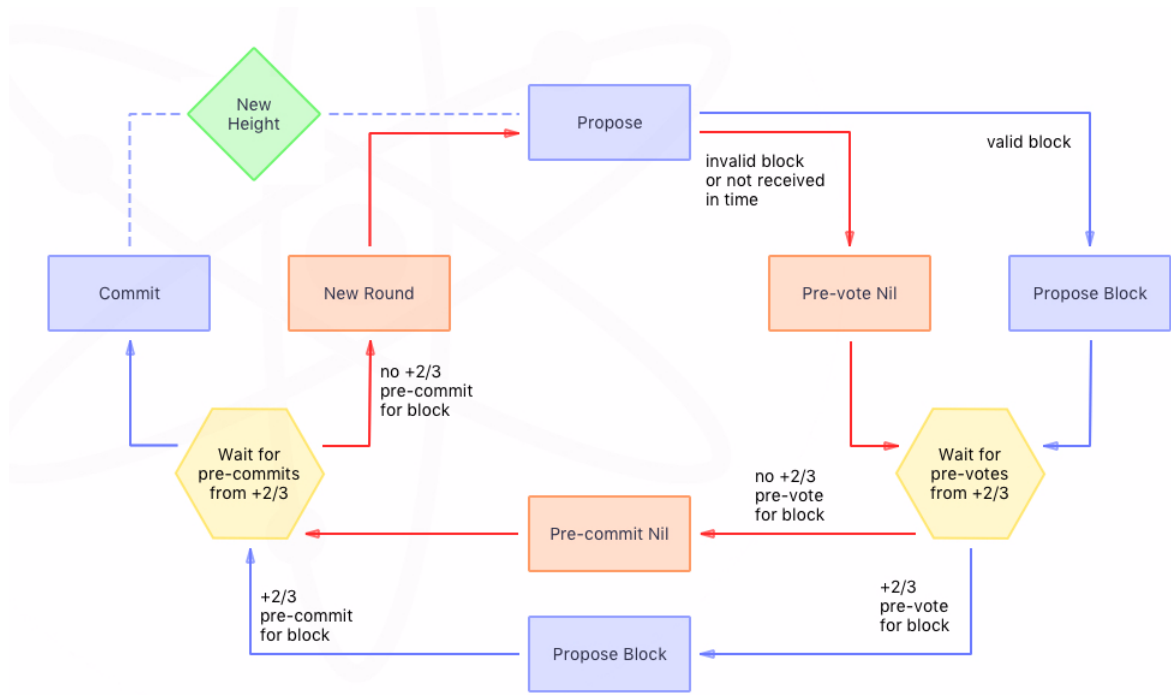 New
Height
Propose
valid block
invalid block
or not received
in time
Commit
New Round
Pre-vote Nil
Propose Block
no +2/3
pre-commit
for block
Wait for
pre-commits
from +2/3
Wait for
pre-votes
from +2/3
no +2/3
pre-vote
for block
Pre-commit Nil
+2/3
pre-commit
for block
+2/3
pre-vote
for block
Propose Block